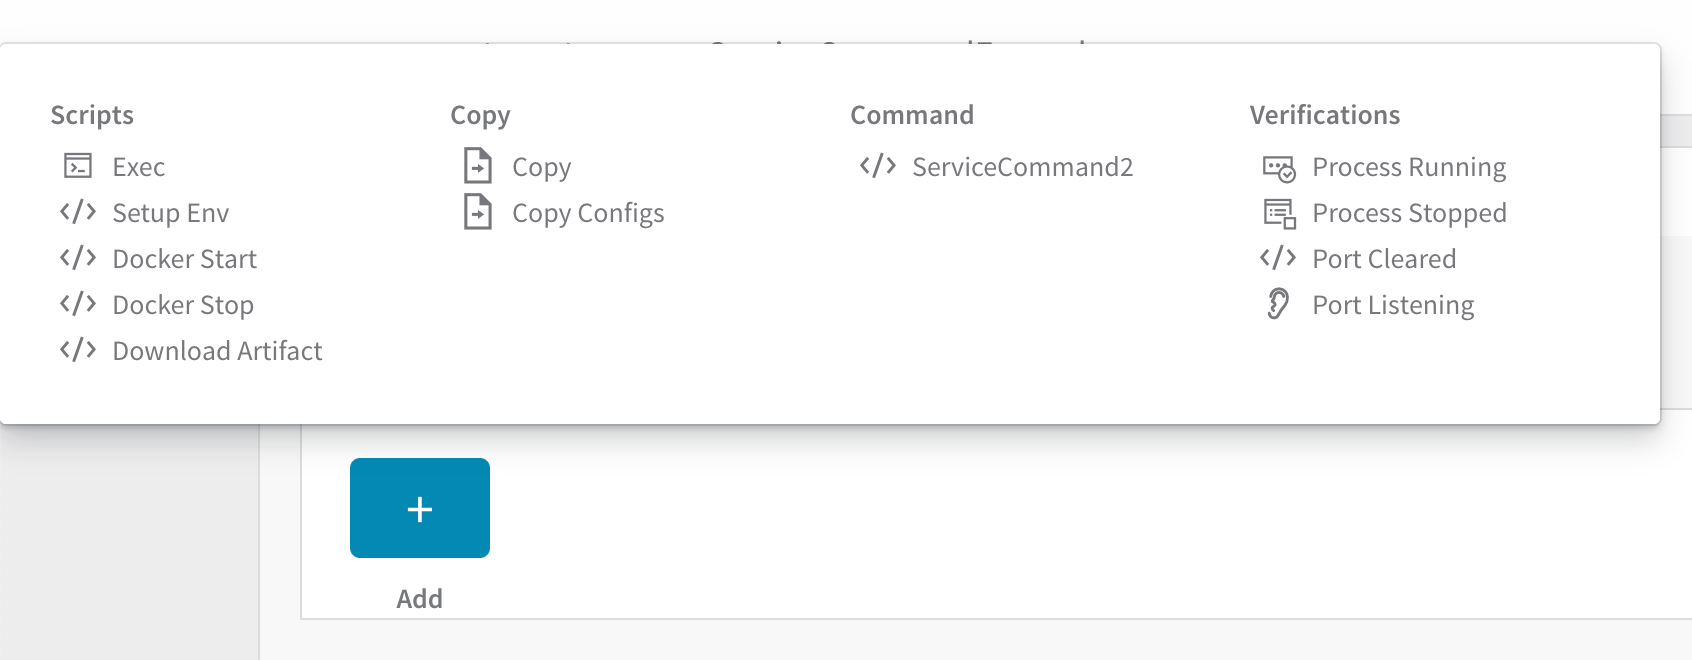 Scripts
Exec
Setup Env
Docker Start
Docker Stop
Download Artifact
Copy
Copy
Copy Configs
Command
ServiceCommand2
Verifications
Process Running
Process Stopped
Port Cleared
Port Listening
Add